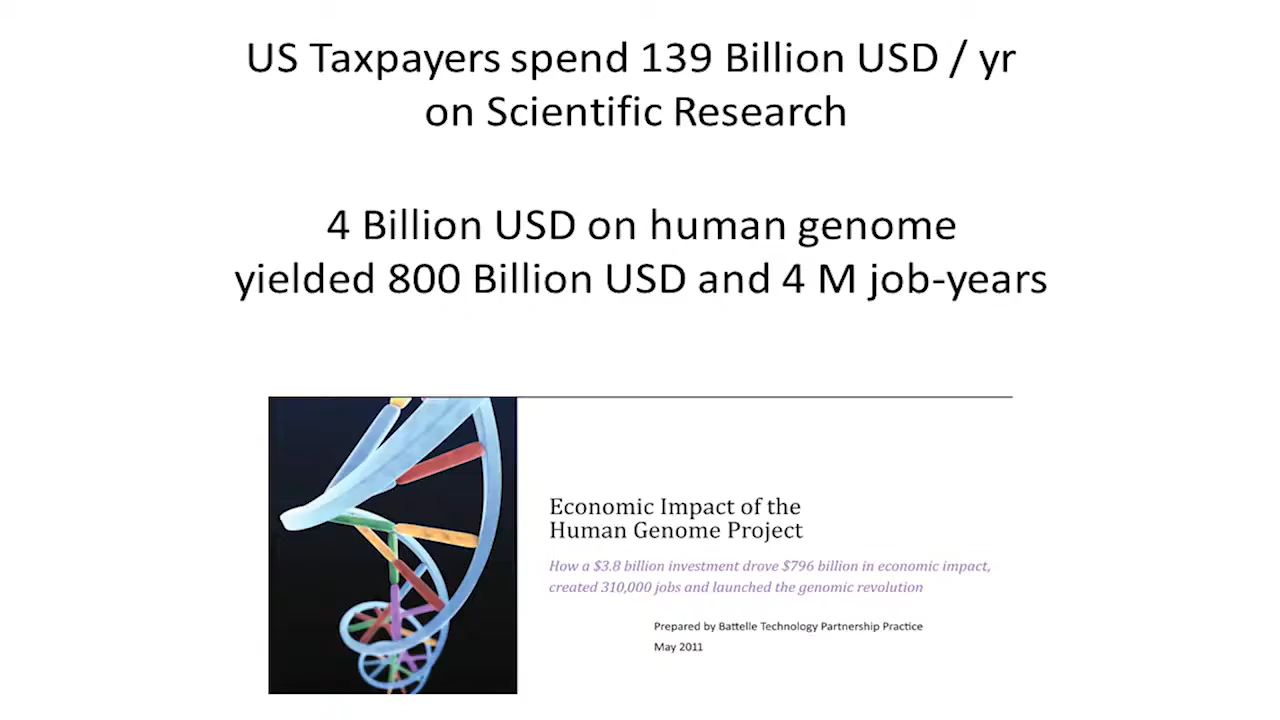 US Taxpayers spend 139 Billion USD / yr
on Scientific Research
4 Billion USD on human genome
yielded 800 Billion USD and 4 M job-years
Economic Impact of the
Human Genome Project
How a $3.8 billion investment drove $796 billion in economic impact,
created 310,000 jobs and launched the genomic revolution
Prepared by Battelle Technology Partnership Practice
May 2011